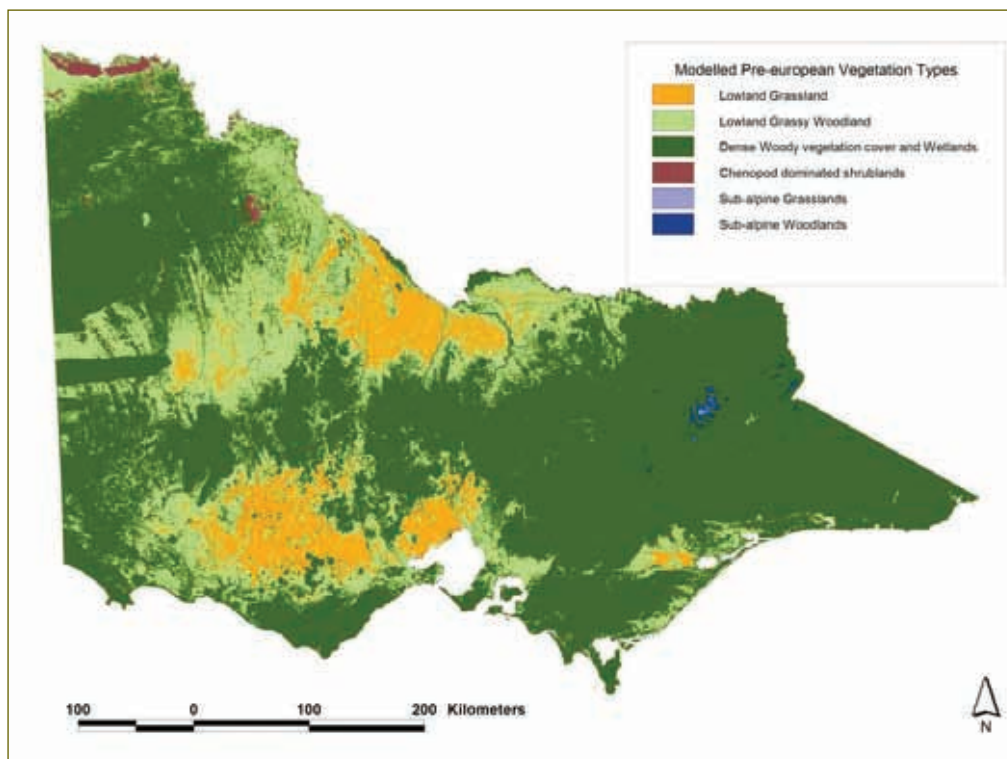 Modelled Pre-european Vegetation Types
Lowland Grassland
Lowland Grassy Woodland
Dense Woody vegetation cover and Wetlands
Chenopod dominated shrublands
Sub-alpine Grasslands
Sub-alpine Woodlands
100 0 100 200 Kilometers
N